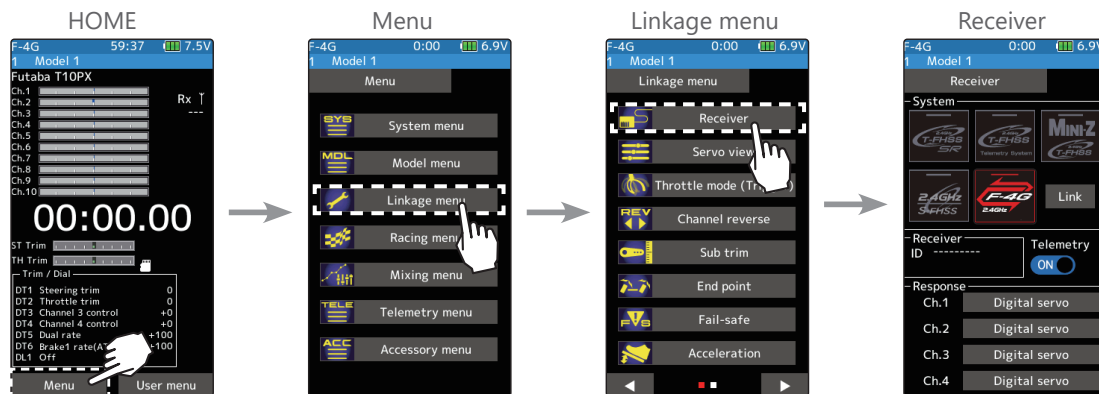 HOME
F-4G 59:37 7.5V
1 Model 1
Futaba T10PX
Ch.1
Ch.2
Ch.3
Ch.4
Ch.5
Ch.6
Ch.7
Ch.8
Ch.9
Ch.10
Rx
---
00:00.00
ST Trim
TH Trim
Trim / Dial
DT1 Steering trim 0
DT2 Throttle trim 0
DT3 Channel 3 control +0
DT4 Channel 4 control +0
DT5 Dual rate +100
DT6 Brake1 rate(A +100
DL1 Off
Menu User menu
Menu
F-4G 0:00 6.9V
1 Model 1
Menu
SYS System menu
MDL Model menu
Linkage menu
Racing menu
Mixing menu
TELE Telemetry menu
ACC Accessory menu
Linkage menu
F-4G 0:00 6.9V
1 Model 1
Linkage menu
Receiver
Servo view
Throttle mode (Tr
REV Channel reverse
Sub trim
End point
F/S Fail-safe
Acceleration
Receiver
F-4G 0:00 6.9V
1 Model 1
Receiver
System
2.4GHz T-FHSS SR
2.4GHz T-FHSS Telemetry System
MINI-Z T-FHSS
2.4GHz S-FHSS
F-4G 2.4GHz
Link
Receiver
ID ---------
Telemetry
ON
Response
Ch.1 Digital servo
Ch.2 Digital servo
Ch.3 Digital servo
Ch.4 Digital servo